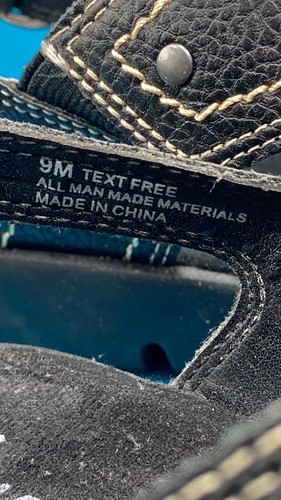 9M TEXT FREE
ALL MAN MADE MATERIALS
MADE IN CHINA